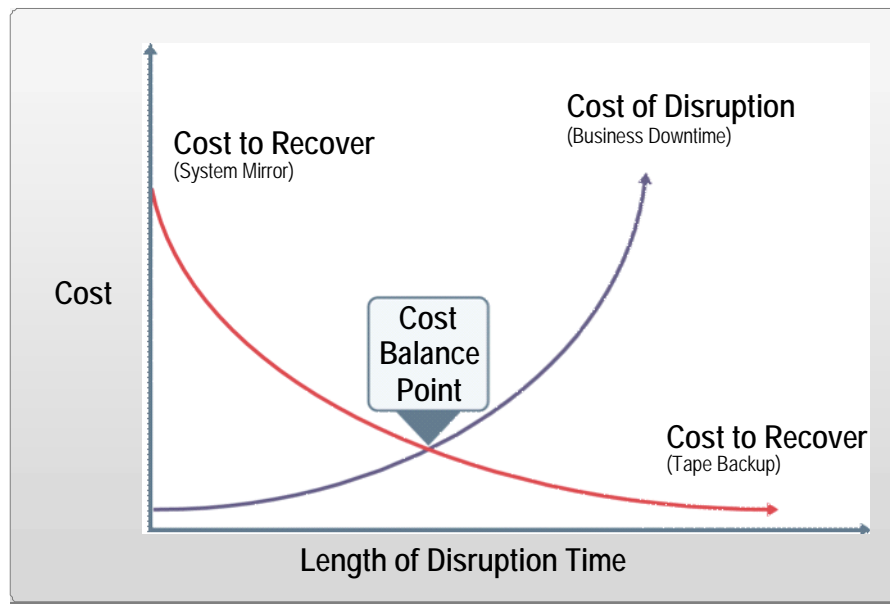 Cost of Disruption
(Business Downtime)
Cost to Recover
(System Mirror)
Cost
Cost
Balance
Point
Cost to Recover
(Tape Backup)
Length of Disruption Time